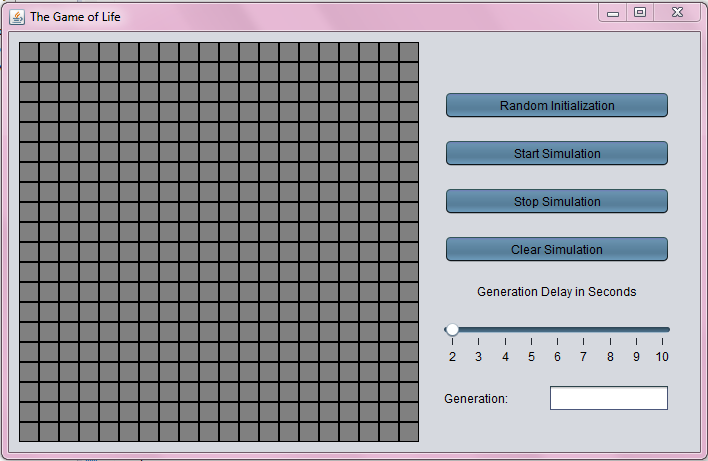 The Game of Life
Random Initialization
Start Simulation
Stop Simulation
Clear Simulation
Generation Delay in Seconds
2 3 4 5 6 7 8 9 10
Generation: